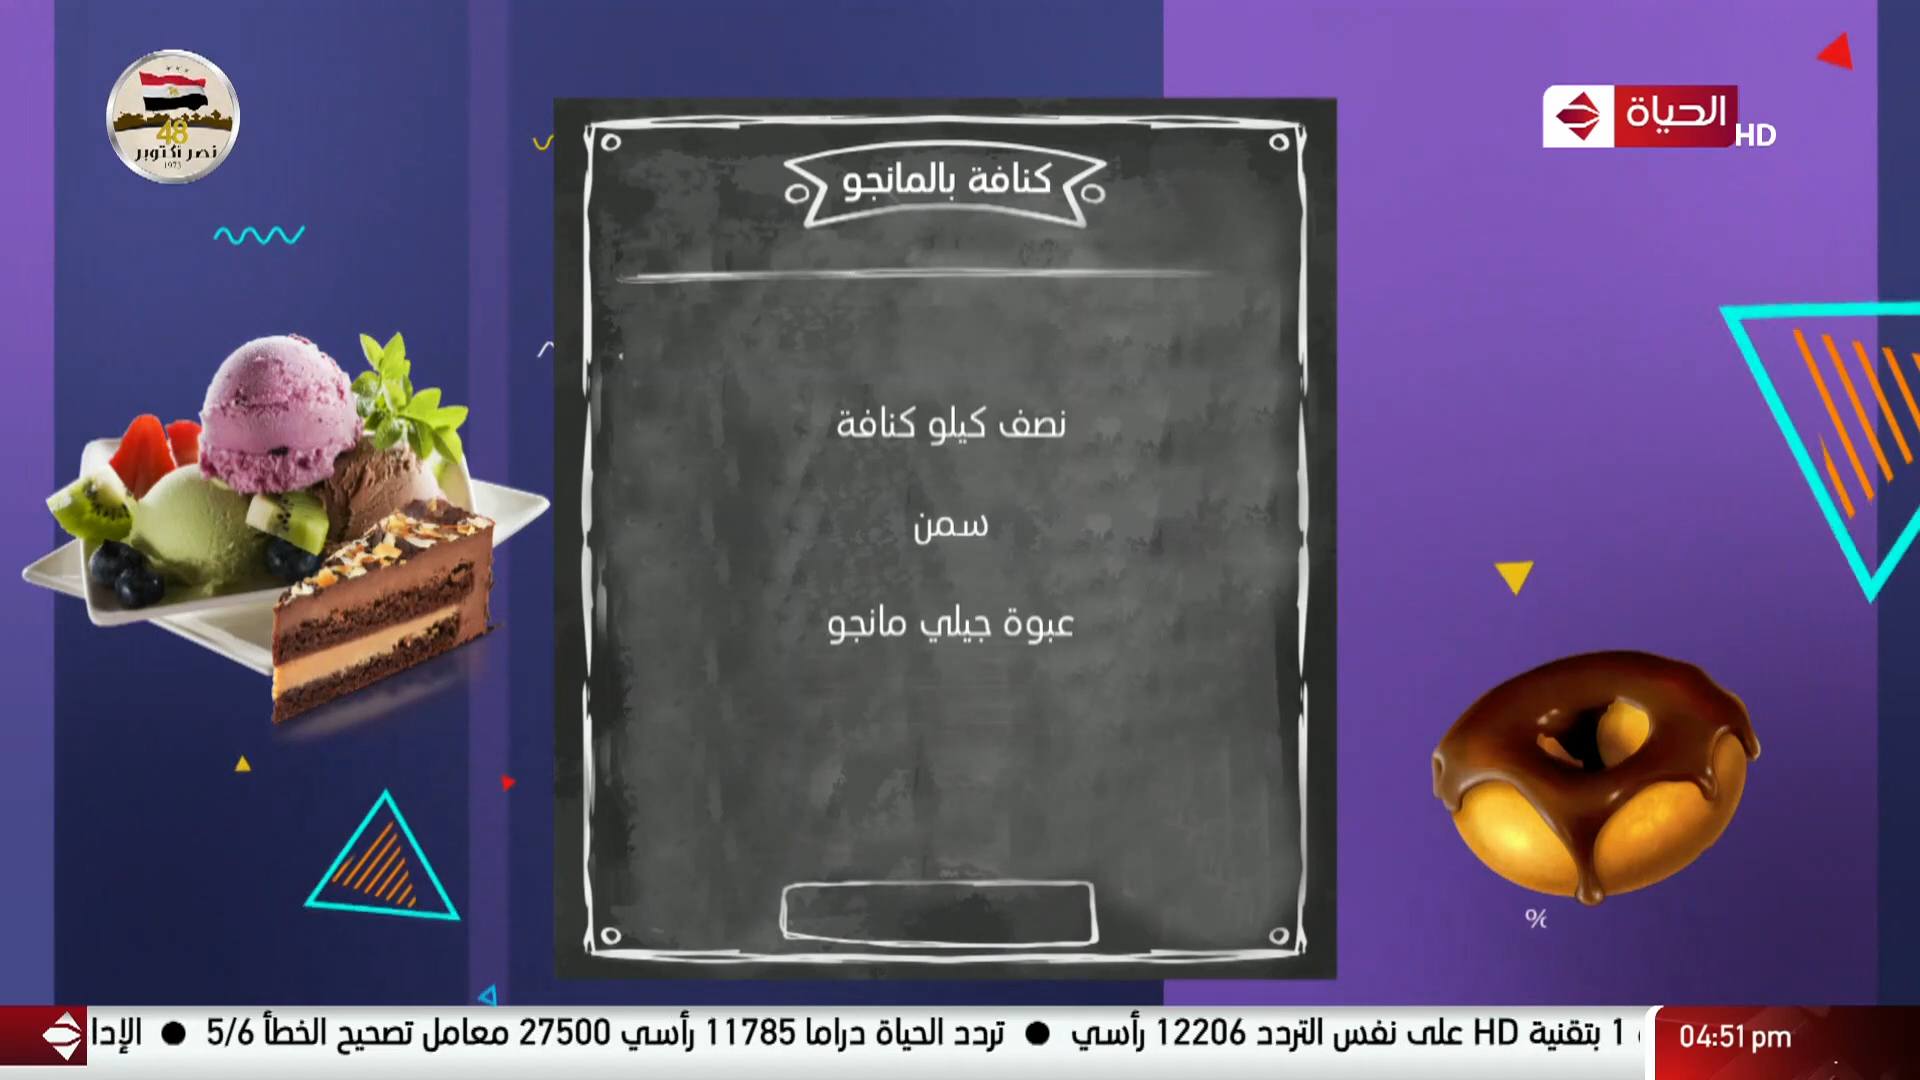 48
نصر أكتوبر
1973
الحياة
HD
كنافة بالمانجو
نصف كيلو كنافة
سمن
عبوة جيلي مانجو
%
1 بتقنية HD على نفس التردد 12206 رأسي ● تردد الحياة دراما 11785 رأسي 27500 معامل تصحيح الخطأ 5/6 ● الإدا
04:51 pm